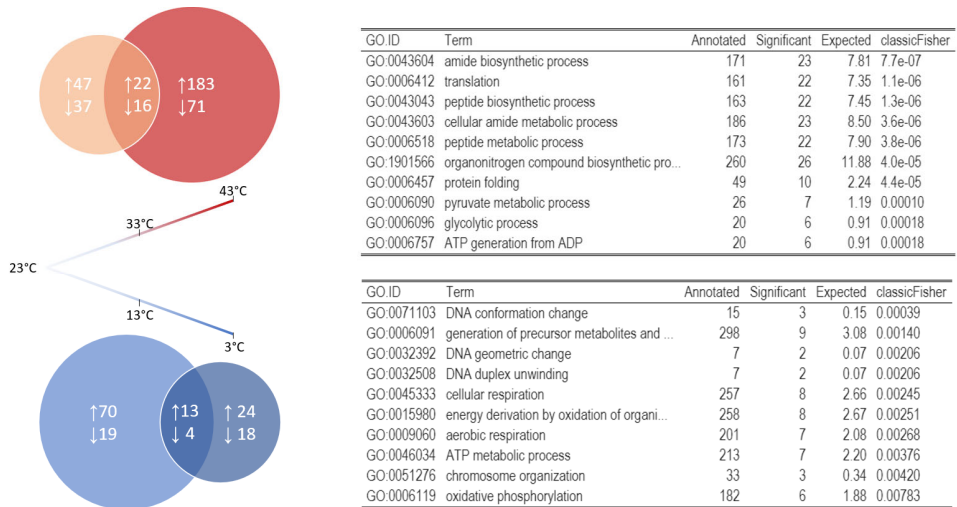 ↑47 ↑22 ↑183
↓37 ↓16 ↓71
43°C
33°C
23°C
13°C
3°C
↑70 ↑13 ↑ 24
↓19 ↓ 4 ↓ 18
GO.ID Term Annotated Significant Expected classicFisher
GO:0043604 amide biosynthetic process 171 23 7.81 7.7e-07
GO:0006412 translation 161 22 7.35 1.1e-06
GO:0043043 peptide biosynthetic process 163 22 7.45 1.3e-06
GO:0043603 cellular amide metabolic process 186 23 8.50 3.6e-06
GO:0006518 peptide metabolic process 173 22 7.90 3.8e-06
GO:1901566 organonitrogen compound biosynthetic pro... 260 26 11.88 4.0e-05
GO:0006457 protein folding 49 10 2.24 4.4e-05
GO:0006090 pyruvate metabolic process 26 7 1.19 0.00010
GO:0006096 glycolytic process 20 6 0.91 0.00018
GO:0006757 ATP generation from ADP 20 6 0.91 0.00018
GO.ID Term Annotated Significant Expected classicFisher
GO:0071103 DNA conformation change 15 3 0.15 0.00039
GO:0006091 generation of precursor metabolites and ... 298 9 3.08 0.00140
GO:0032392 DNA geometric change 7 2 0.07 0.00206
GO:0032508 DNA duplex unwinding 7 2 0.07 0.00206
GO:0045333 cellular respiration 257 8 2.66 0.00245
GO:0015980 energy derivation by oxidation of organi... 258 8 2.67 0.00251
GO:0009060 aerobic respiration 201 7 2.08 0.00268
GO:0046034 ATP metabolic process 213 7 2.20 0.00376
GO:0051276 chromosome organization 33 3 0.34 0.00420
GO:0006119 oxidative phosphorylation 182 6 1.88 0.00783